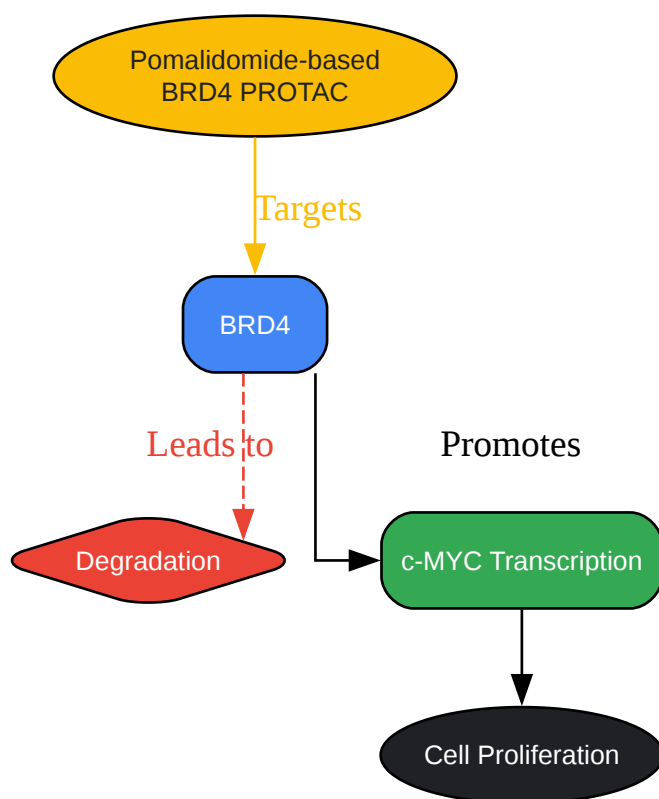 Pomalidomide-based
BRD4 PROTAC
Targets
BRD4
Leads to
Promotes
Degradation
c-MYC Transcription
Cell Proliferation